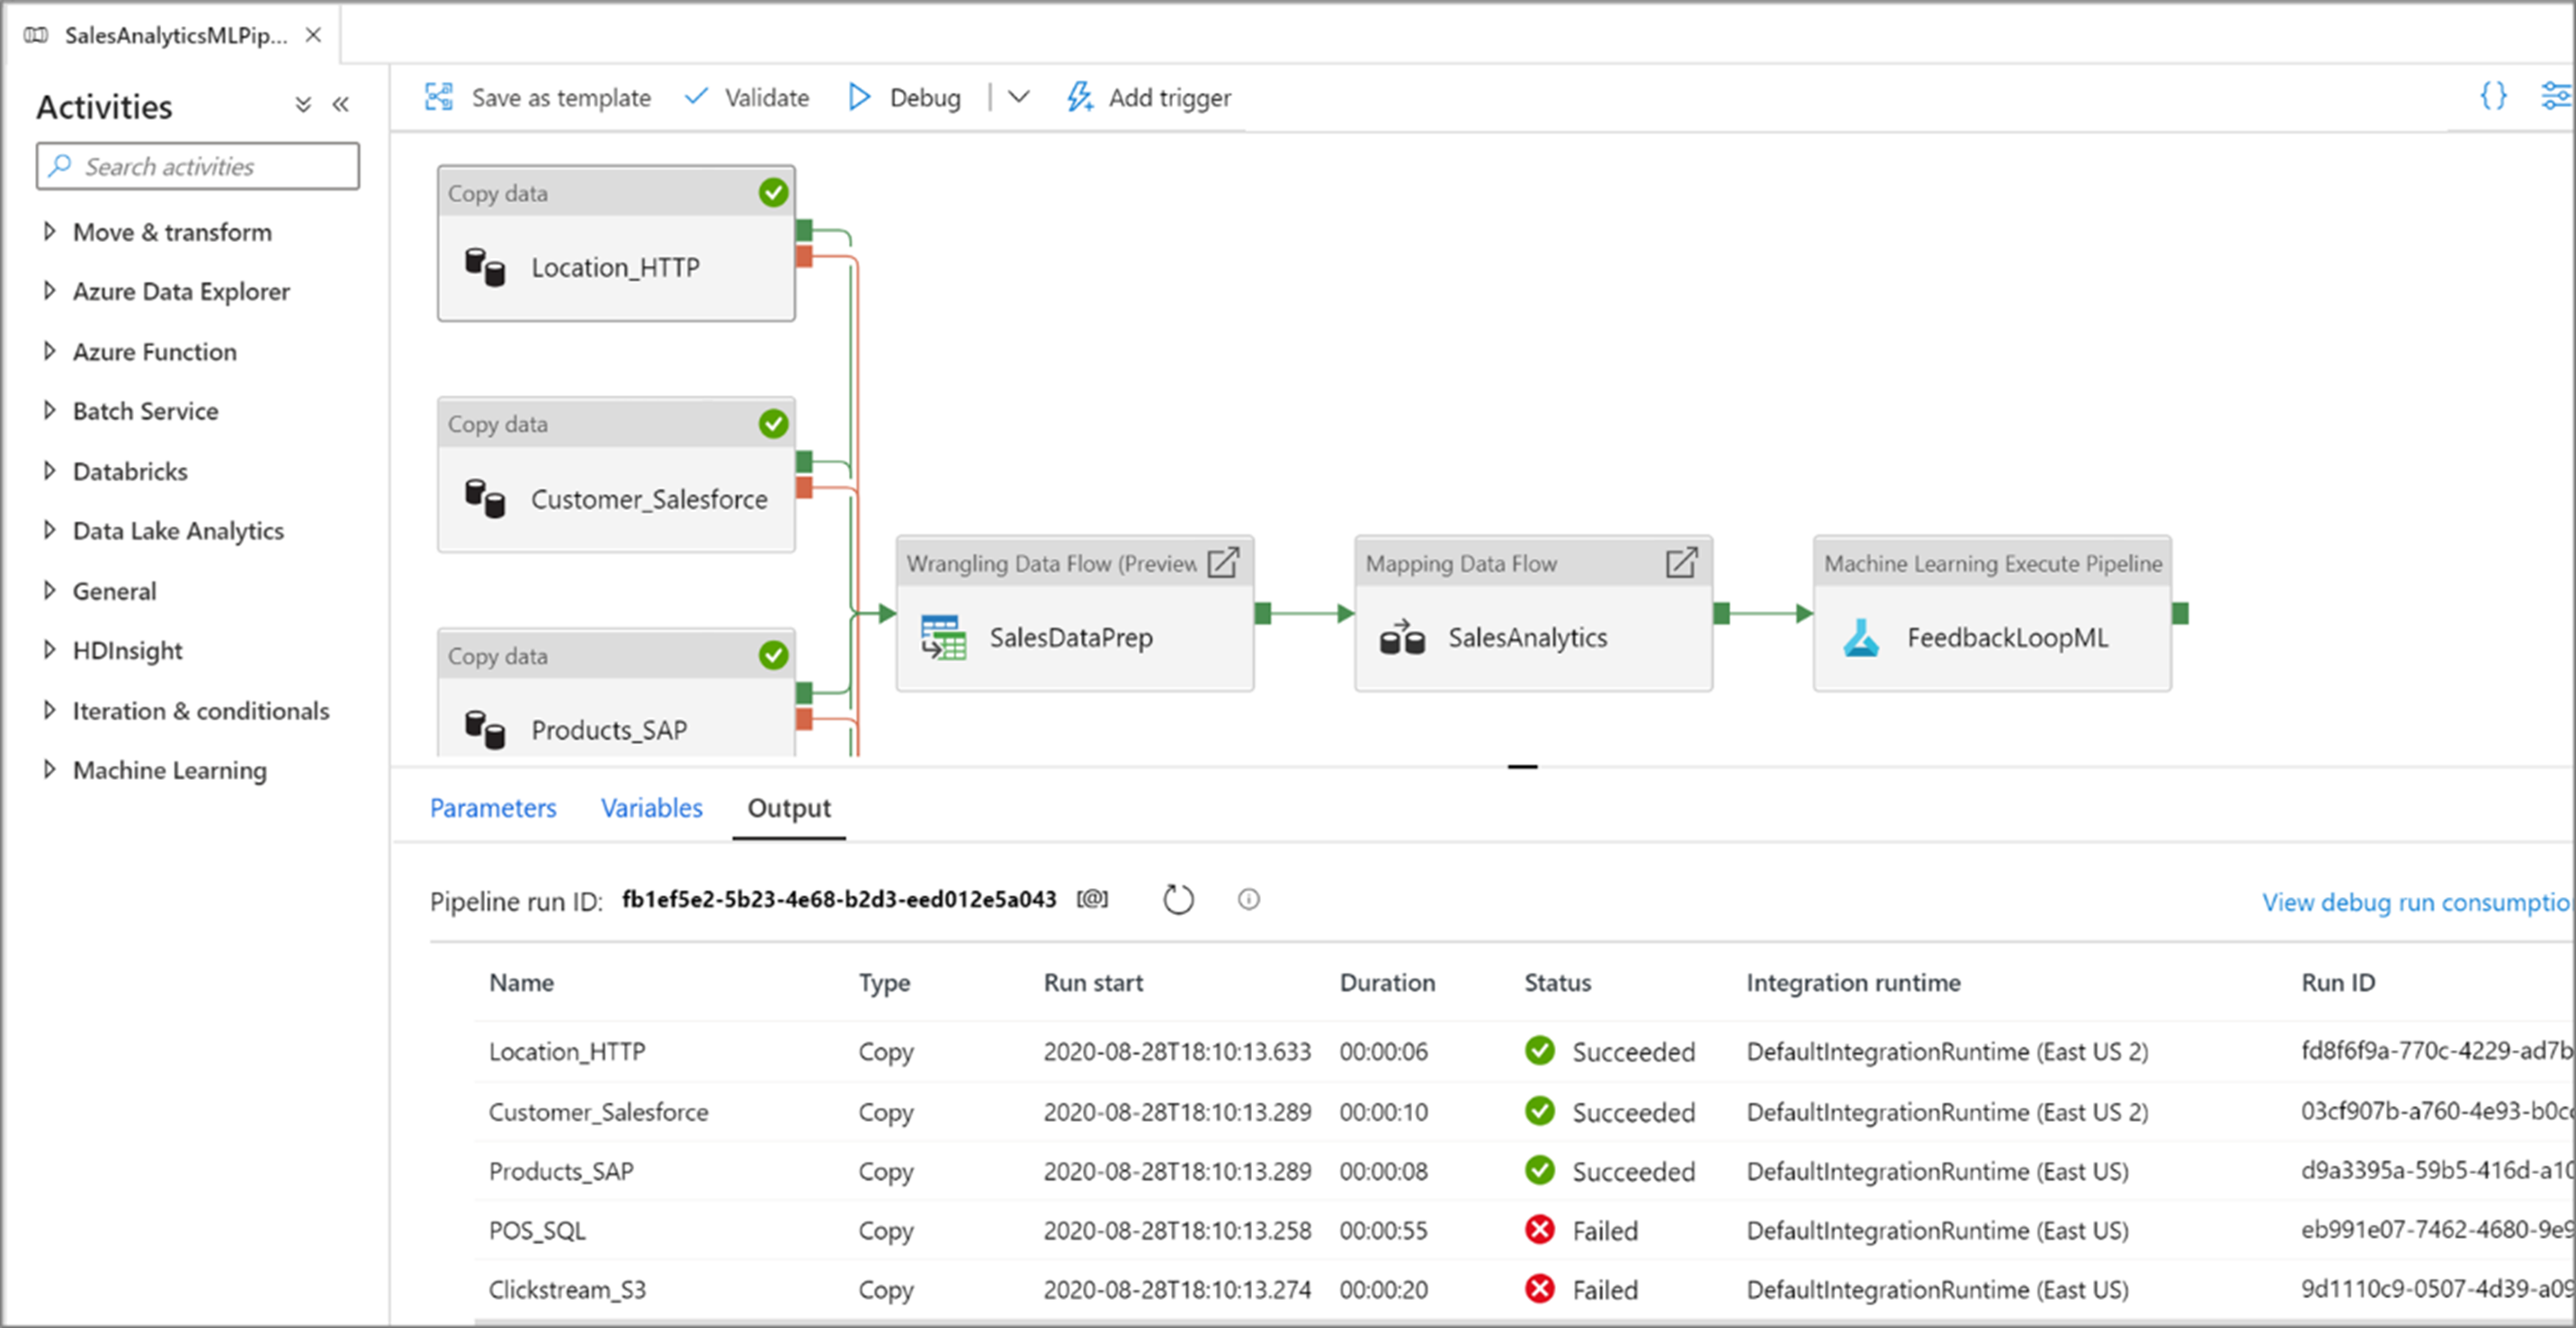 SalesAnalyticsMLPip...
Activities
Search activities
Move & transform
Azure Data Explorer
Azure Function
Batch Service
Databricks
Data Lake Analytics
General
HDInsight
Iteration & conditionals
Machine Learning
Save as template Validate Debug Add trigger
Copy data
Location_HTTP
Copy data
Customer_Salesforce
Copy data
Products_SAP
Wrangling Data Flow (Preview
SalesDataPrep
Mapping Data Flow
SalesAnalytics
Machine Learning Execute Pipeline
FeedbackLoopML
Parameters Variables Output
Pipeline run ID: fb1ef5e2-5b23-4e68-b2d3-eed012e5a043 [@]
View debug run consumptio
Name Type Run start Duration Status Integration runtime Run ID
Location_HTTP Copy 2020-08-28T18:10:13.633 00:00:06 Succeeded DefaultIntegrationRuntime (East US 2) fd8f6f9a-770c-4229-ad7b
Customer_Salesforce Copy 2020-08-28T18:10:13.289 00:00:10 Succeeded DefaultIntegrationRuntime (East US 2) 03cf907b-a760-4e93-b0c
Products_SAP Copy 2020-08-28T18:10:13.289 00:00:08 Succeeded DefaultIntegrationRuntime (East US) d9a3395a-59b5-416d-a10
POS_SQL Copy 2020-08-28T18:10:13.258 00:00:55 Failed DefaultIntegrationRuntime (East US) eb991e07-7462-4680-9e9
Clickstream_S3 Copy 2020-08-28T18:10:13.274 00:00:20 Failed DefaultIntegrationRuntime (East US) 9d1110c9-0507-4d39-a09